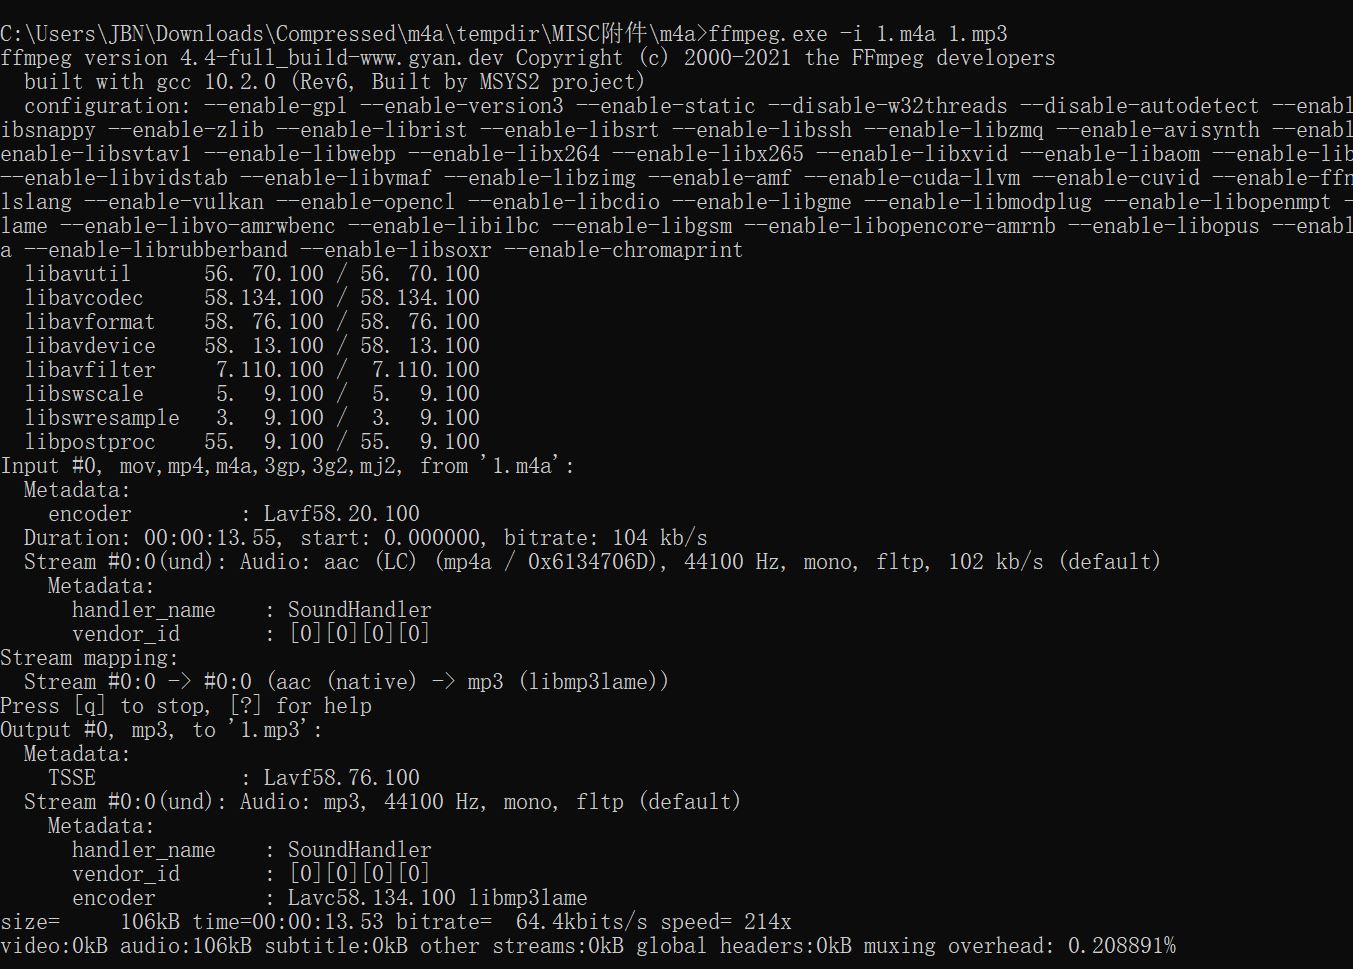 C:\Users\JBN\Downloads\Compressed\m4a\tempdir\MISC附件\m4a>ffmpeg.exe -i 1.m4a 1.mp3
ffmpeg version 4.4-full_build-www.gyan.dev Copyright (c) 2000-2021 the FFmpeg developers
  built with gcc 10.2.0 (Rev6, Built by MSYS2 project)
  configuration: --enable-gpl --enable-version3 --enable-static --disable-w32threads --disable-autodetect --enabl
ibsnappy --enable-zlib --enable-librist --enable-libsrt --enable-libssh --enable-libzmq --enable-avisynth --enabl
enable-libsvtav1 --enable-libwebp --enable-libx264 --enable-libx265 --enable-libxvid --enable-libaom --enable-lib
--enable-libvidstab --enable-libvmaf --enable-libzimg --enable-amf --enable-cuda-llvm --enable-cuvid --enable-ffn
lslang --enable-vulkan --enable-opencl --enable-libcdio --enable-libgme --enable-libmodplug --enable-libopenmpt -
lame --enable-libvo-amrwbenc --enable-libilbc --enable-libgsm --enable-libopencore-amrnb --enable-libopus --enabl
a --enable-librubberband --enable-libsoxr --enable-chromaprint
  libavutil      56. 70.100 / 56. 70.100
  libavcodec     58.134.100 / 58.134.100
  libavformat    58. 76.100 / 58. 76.100
  libavdevice    58. 13.100 / 58. 13.100
  libavfilter     7.110.100 /  7.110.100
  libswscale      5.  9.100 /  5.  9.100
  libswresample   3.  9.100 /  3.  9.100
  libpostproc    55.  9.100 / 55.  9.100
Input #0, mov,mp4,m4a,3gp,3g2,mj2, from '1.m4a':
  Metadata:
    encoder         : Lavf58.20.100
  Duration: 00:00:13.55, start: 0.000000, bitrate: 104 kb/s
  Stream #0:0(und): Audio: aac (LC) (mp4a / 0x6134706D), 44100 Hz, mono, fltp, 102 kb/s (default)
    Metadata:
      handler_name    : SoundHandler
      vendor_id       : [0][0][0][0]
Stream mapping:
  Stream #0:0 -> #0:0 (aac (native) -> mp3 (libmp3lame))
Press [q] to stop, [?] for help
Output #0, mp3, to '1.mp3':
  Metadata:
    TSSE            : Lavf58.76.100
  Stream #0:0(und): Audio: mp3, 44100 Hz, mono, fltp (default)
    Metadata:
      handler_name    : SoundHandler
      vendor_id       : [0][0][0][0]
      encoder         : Lavc58.134.100 libmp3lame
size=     106kB time=00:00:13.53 bitrate=  64.4kbits/s speed= 214x
video:0kB audio:106kB subtitle:0kB other streams:0kB global headers:0kB muxing overhead: 0.208891%